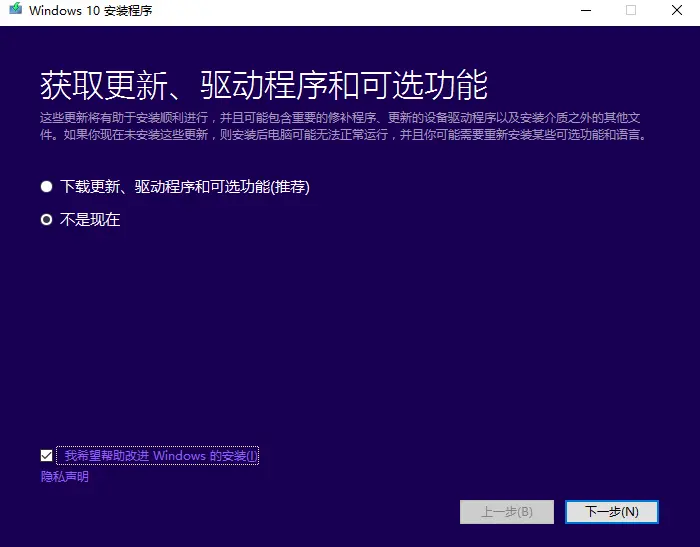 Windows 10 安装程序
获取更新、驱动程序和可选功能
这些更新将有助于安装顺利进行，并且可能包含重要的修补程序、更新的设备驱动程序以及安装介质之外的其他文
件。如果你现在未安装这些更新，则安装后电脑可能无法正常运行，并且你可能需要重新安装某些可选功能和语言。
下载更新、驱动程序和可选功能(推荐)
不是现在
我希望帮助改进 Windows 的安装(I)
隐私声明
上一步(B) 下一步(N)